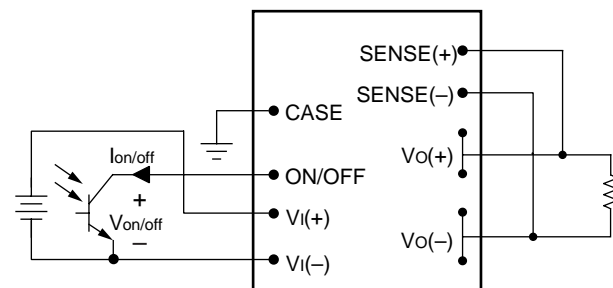 SENSE(+)
SENSE(–)
CASE
Ion/off
ON/OFF
VO(+)
+
Von/off
–
VI(+)
VO(–)
VI(–)